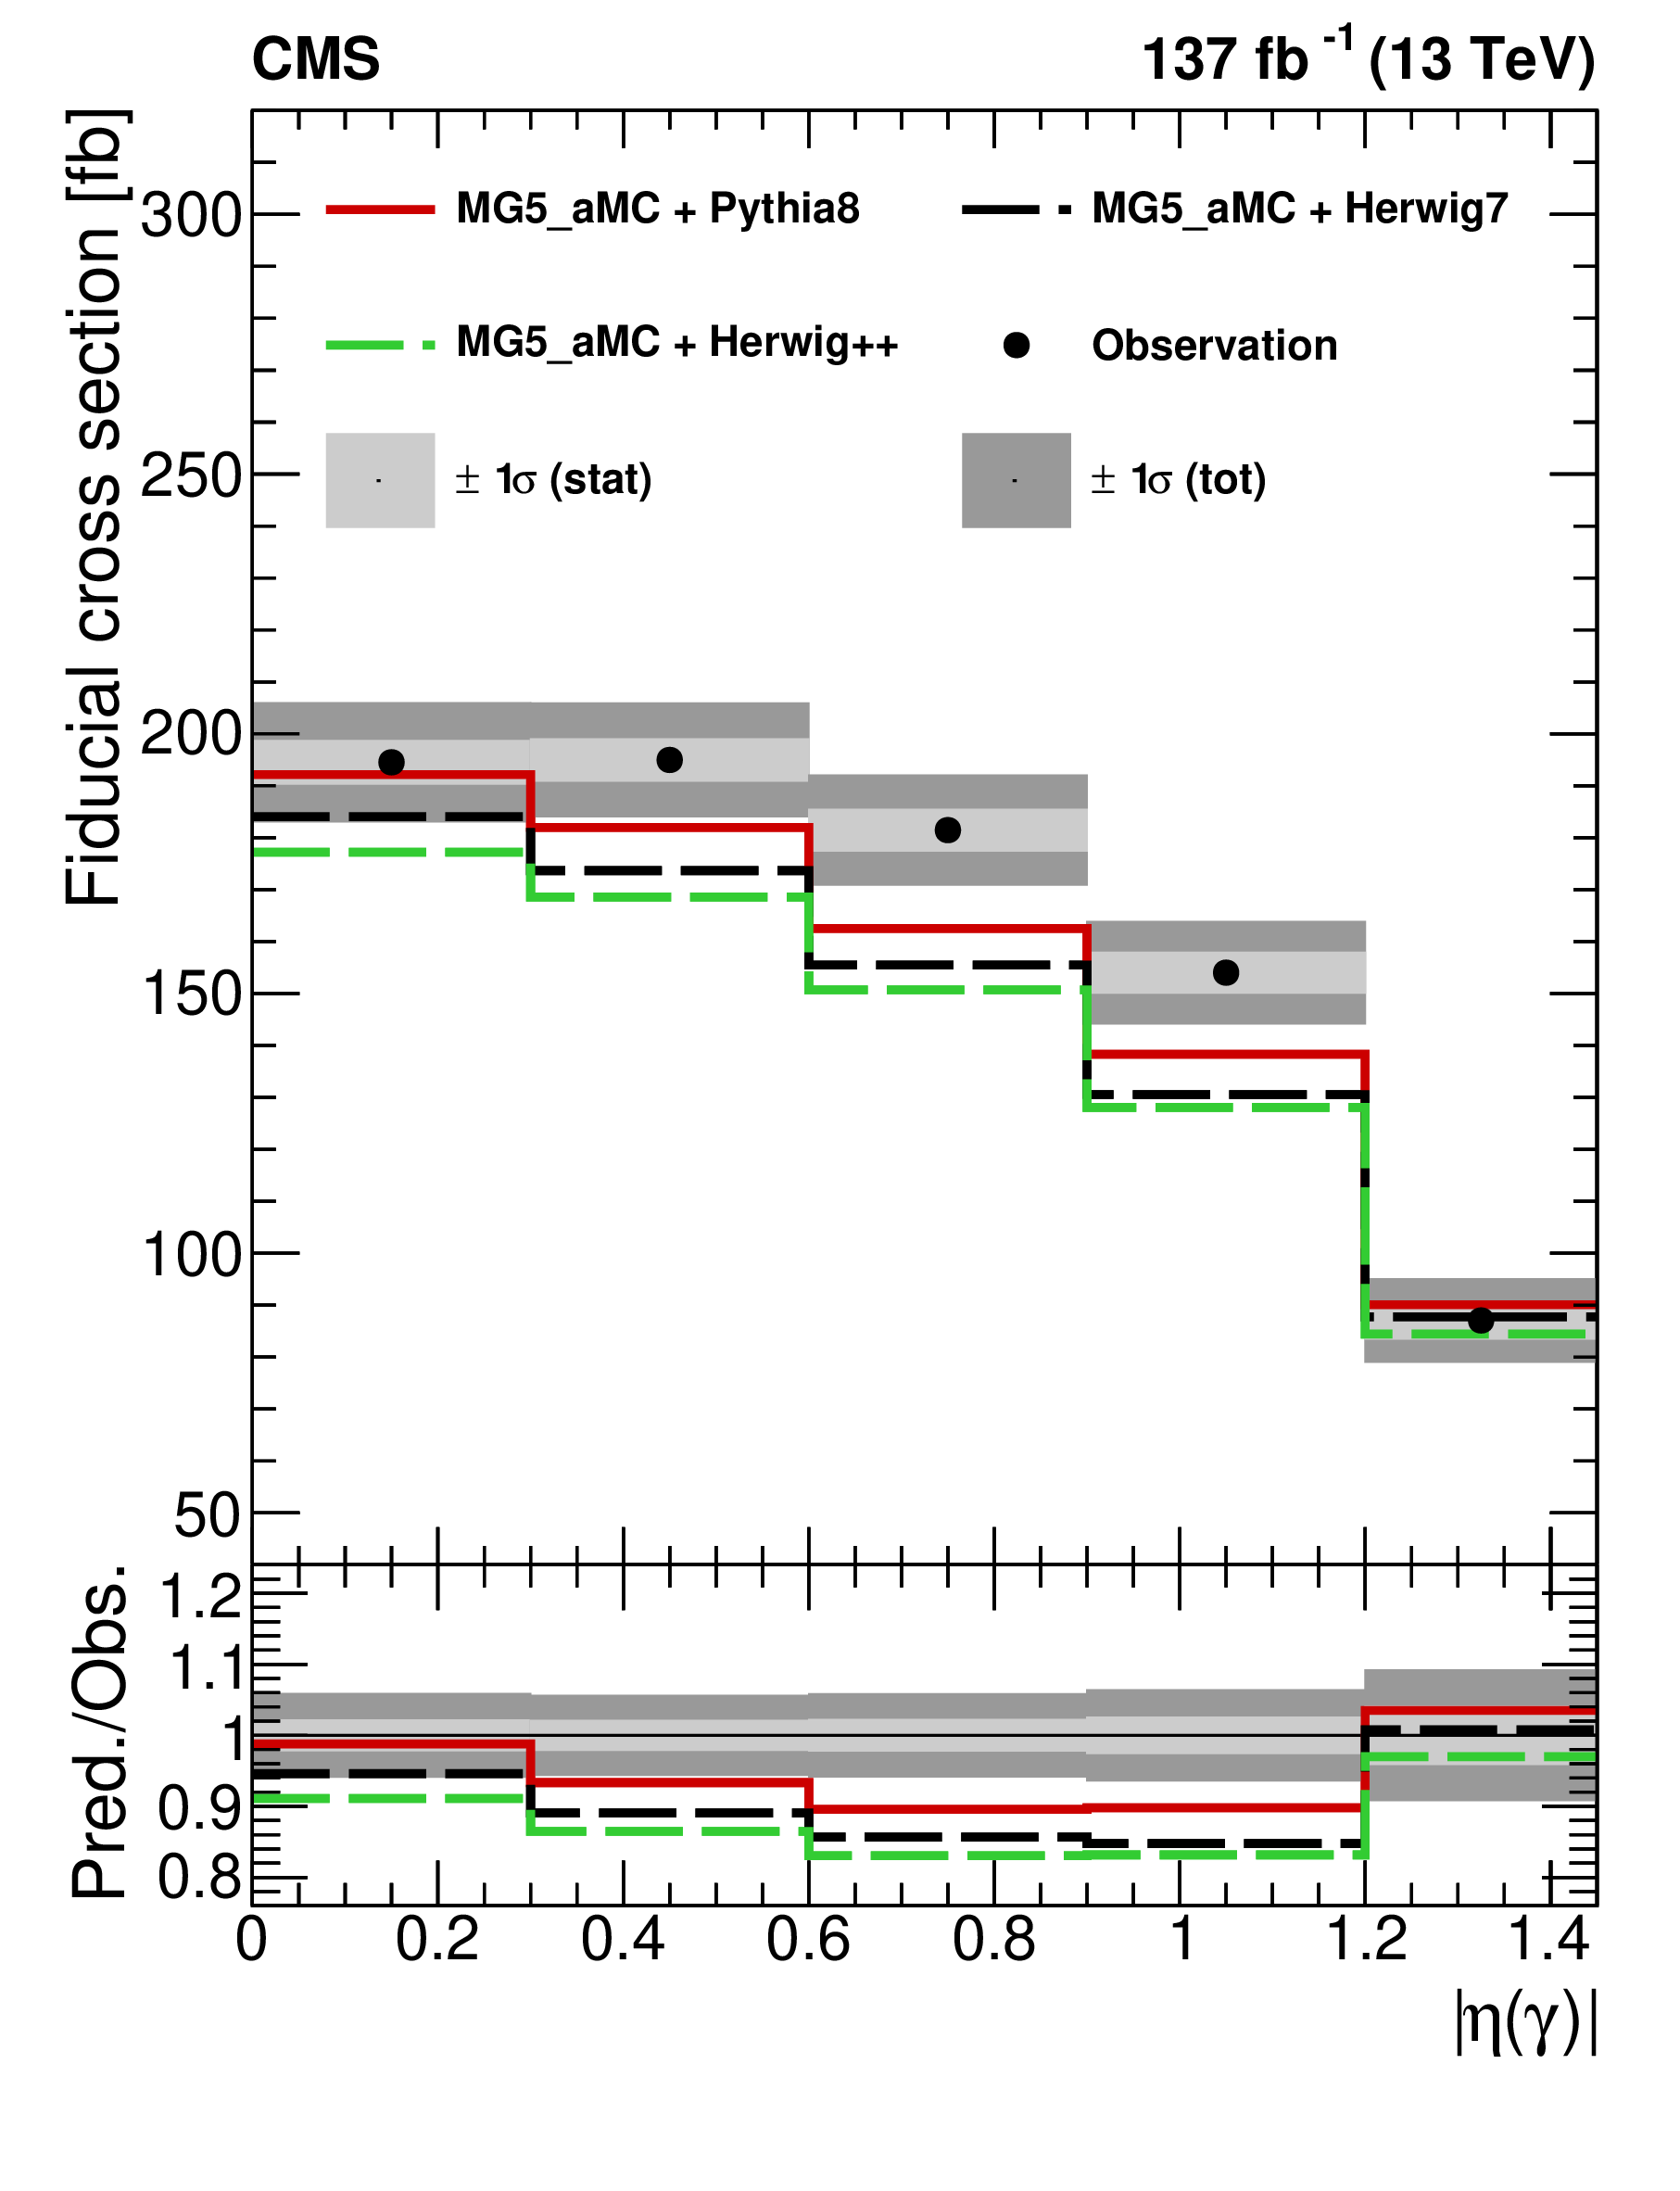 CMS 137 fb -1 (13 TeV)
Fiducial cross section [fb]
MG5_aMC + Pythia8 MG5_aMC + Herwig7
MG5_aMC + Herwig++ Observation
± 1σ (stat) ± 1σ (tot)
300
250
200
150
100
50
Pred./Obs.
1.2
1.1
1
0.9
0.8
0 0.2 0.4 0.6 0.8 1 1.2 1.4
|η(γ)|